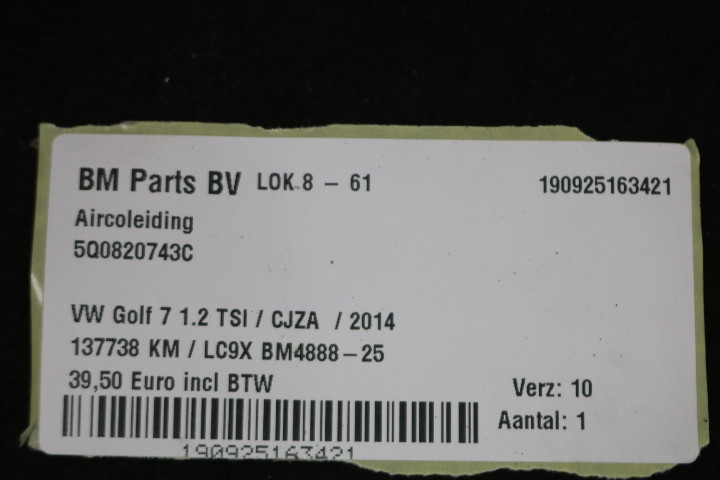 BM Parts BV LOK 8 - 61 190925163421
Aircoleiding
5Q0820743C
VW Golf 7 1.2 TSI / CJZA / 2014
137738 KM / LC9X BM4888-25
39,50 Euro incl BTW Verz: 10
Aantal: 1
190925163421